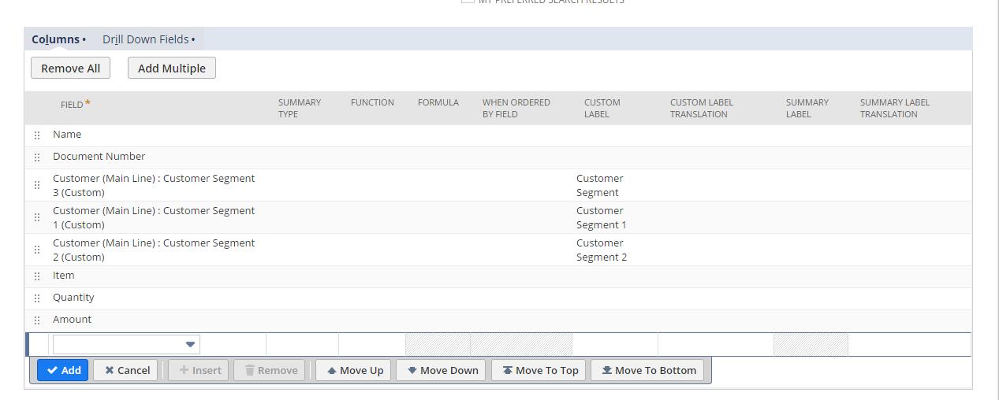 MY PREFERRED SEARCH RESULTS
Columns • Drill Down Fields •
Remove All Add Multiple
FIELD * SUMMARY TYPE FUNCTION FORMULA WHEN ORDERED BY FIELD CUSTOM LABEL CUSTOM LABEL TRANSLATION SUMMARY LABEL SUMMARY LABEL TRANSLATION
Name
Document Number
Customer (Main Line) : Customer Segment Customer
3 (Custom) Segment
Customer (Main Line) : Customer Segment Customer
1 (Custom) Segment 1
Customer (Main Line) : Customer Segment Customer
2 (Custom) Segment 2
Item
Quantity
Amount
Add Cancel Insert Remove Move Up Move Down Move To Top Move To Bottom